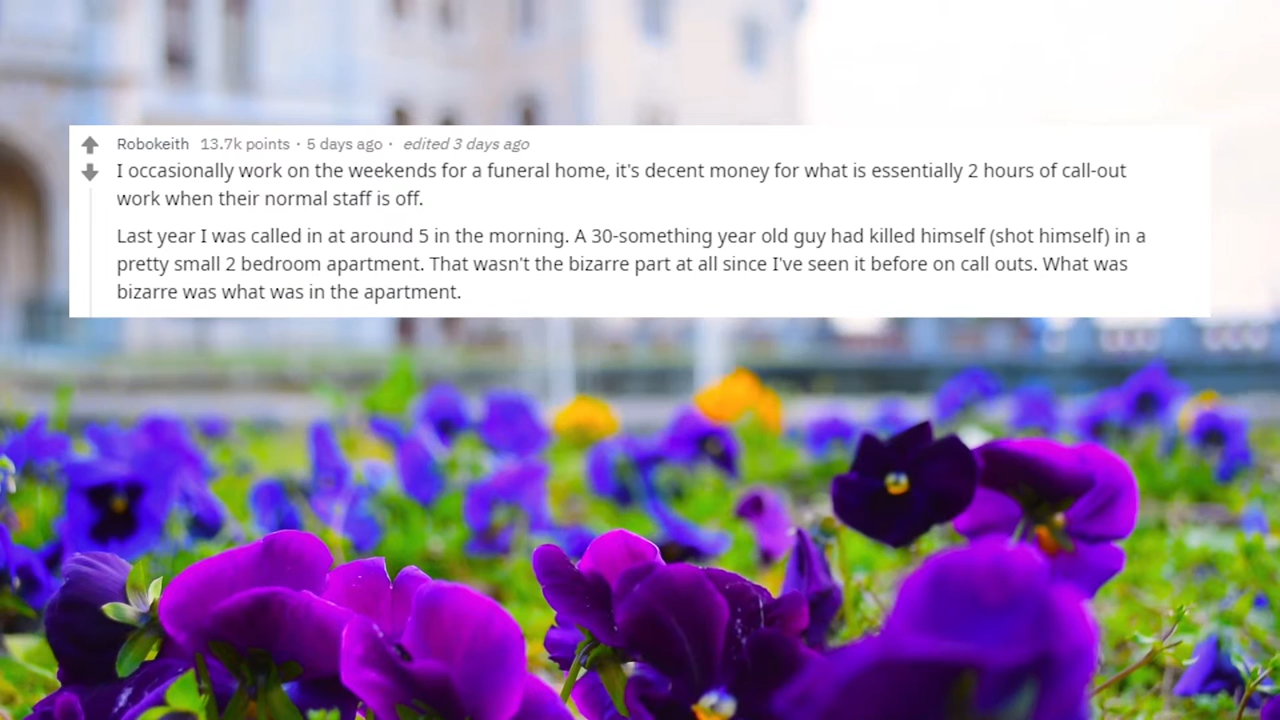 Robokeith 13.7k points · 5 days ago · edited 3 days ago
I occasionally work on the weekends for a funeral home, it's decent money for what is essentially 2 hours of call-out
work when their normal staff is off.
Last year I was called in at around 5 in the morning. A 30-something year old guy had killed himself (shot himself) in a
pretty small 2 bedroom apartment. That wasn't the bizarre part at all since I've seen it before on call outs. What was
bizarre was what was in the apartment.